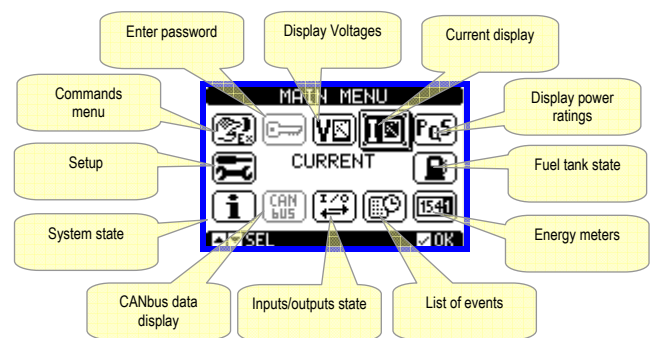 Enter password
Display Voltages
Current display
Commands
menu
Display power
ratings
Setup
Fuel tank state
System state
Energy meters
CANbus data
display
Inputs/outputs state
List of events
MAIN MENU
Ex
V
I
PQS
CURRENT
i
CAN
bUS
I/O
1541
SEL
OK